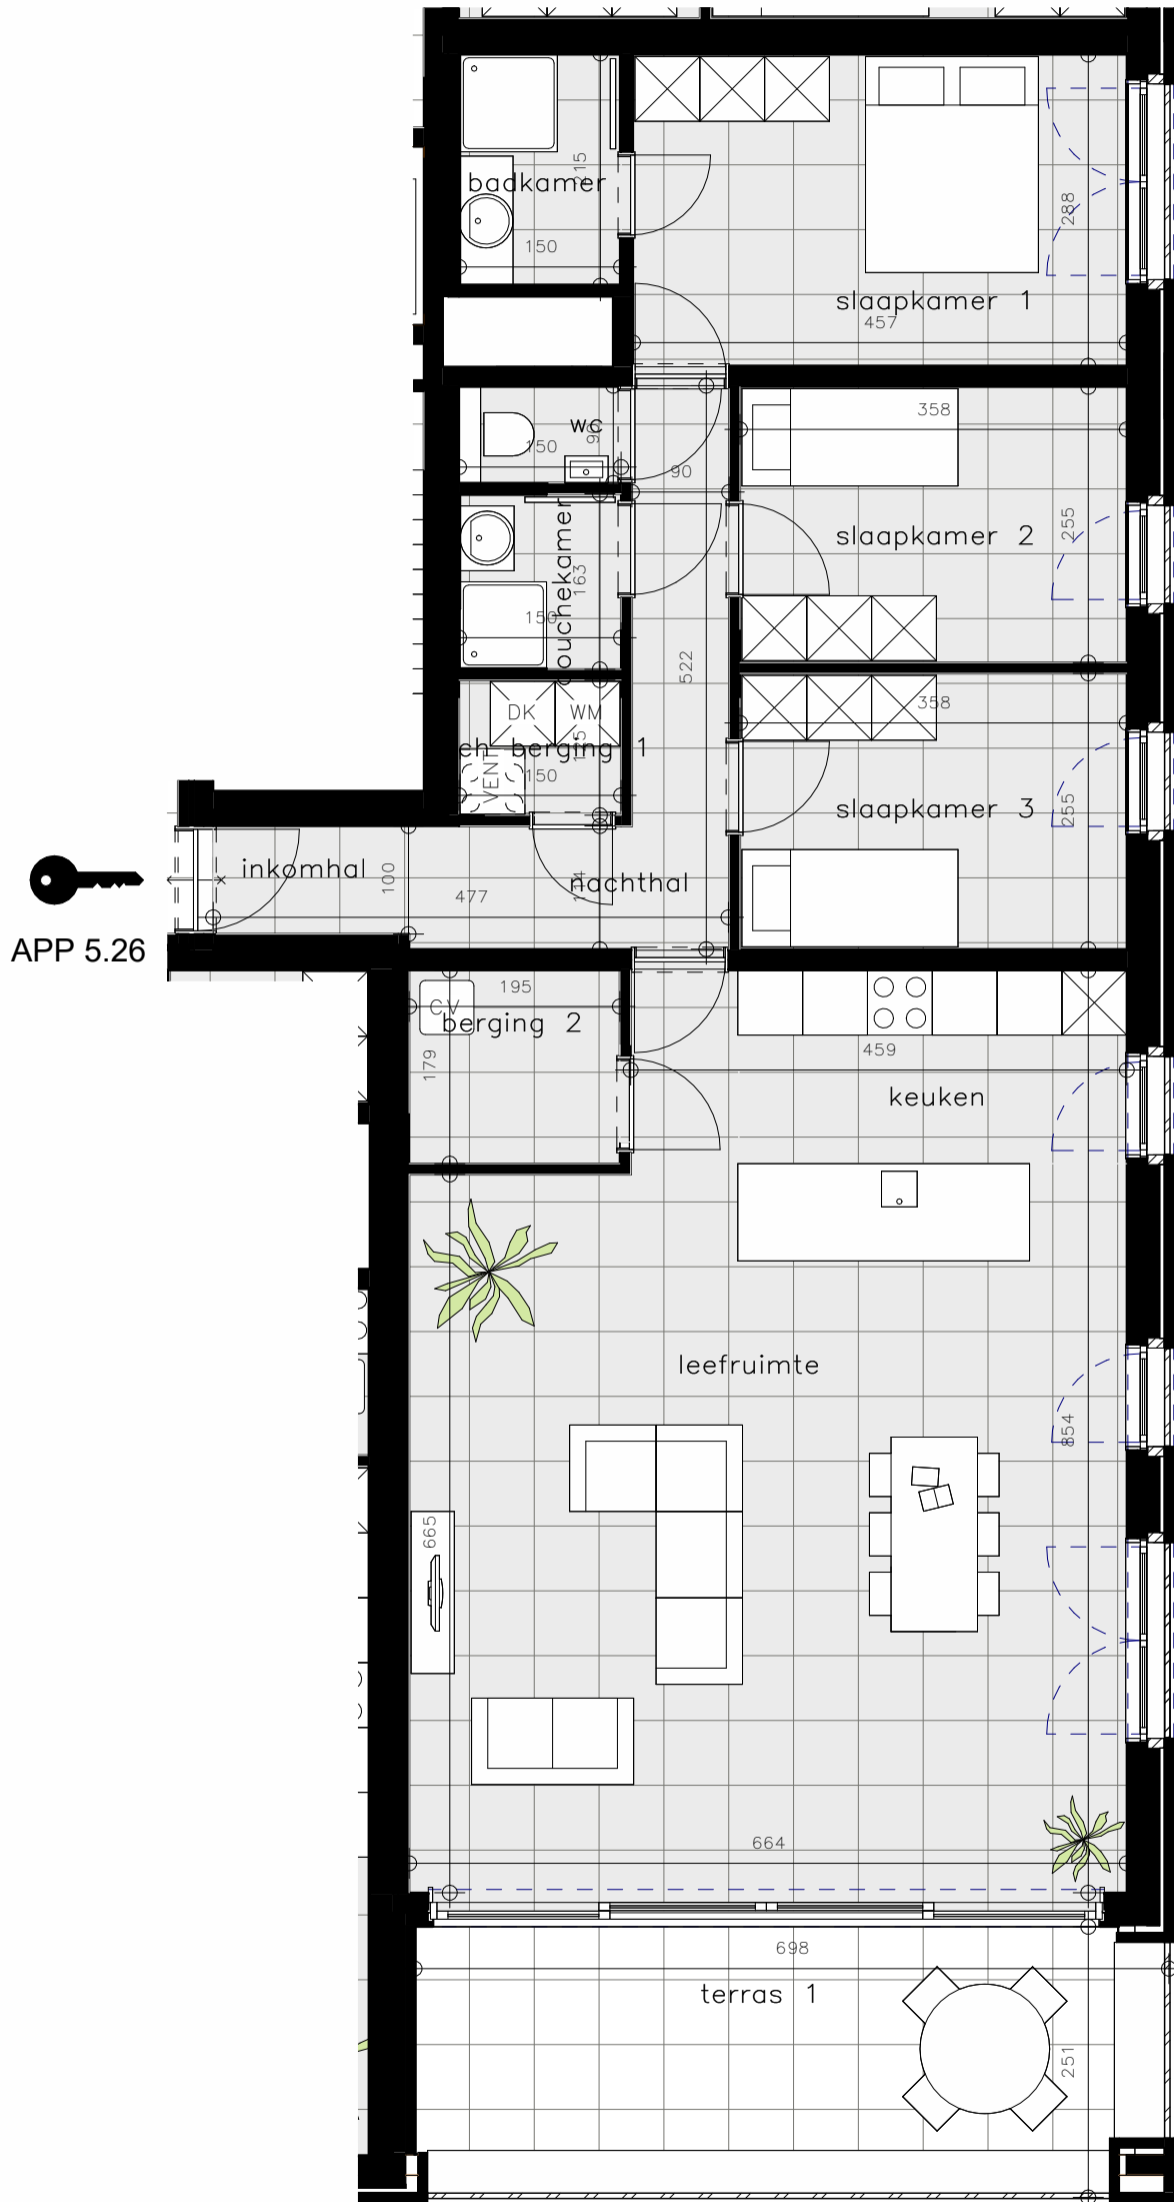 badkamer
215
150
slaapkamer 1
457
288
wc
90
150
90
358
slaapkamer 2
255
douchekamer
163
150
522
DK
WM
358
berging 1
VENT
150
slaapkamer 3
255
inkomhal
100
477
nachthal
APP 5.26
195
CV
berging 2
179
459
keuken
leefruimte
854
665
664
698
terras 1
251